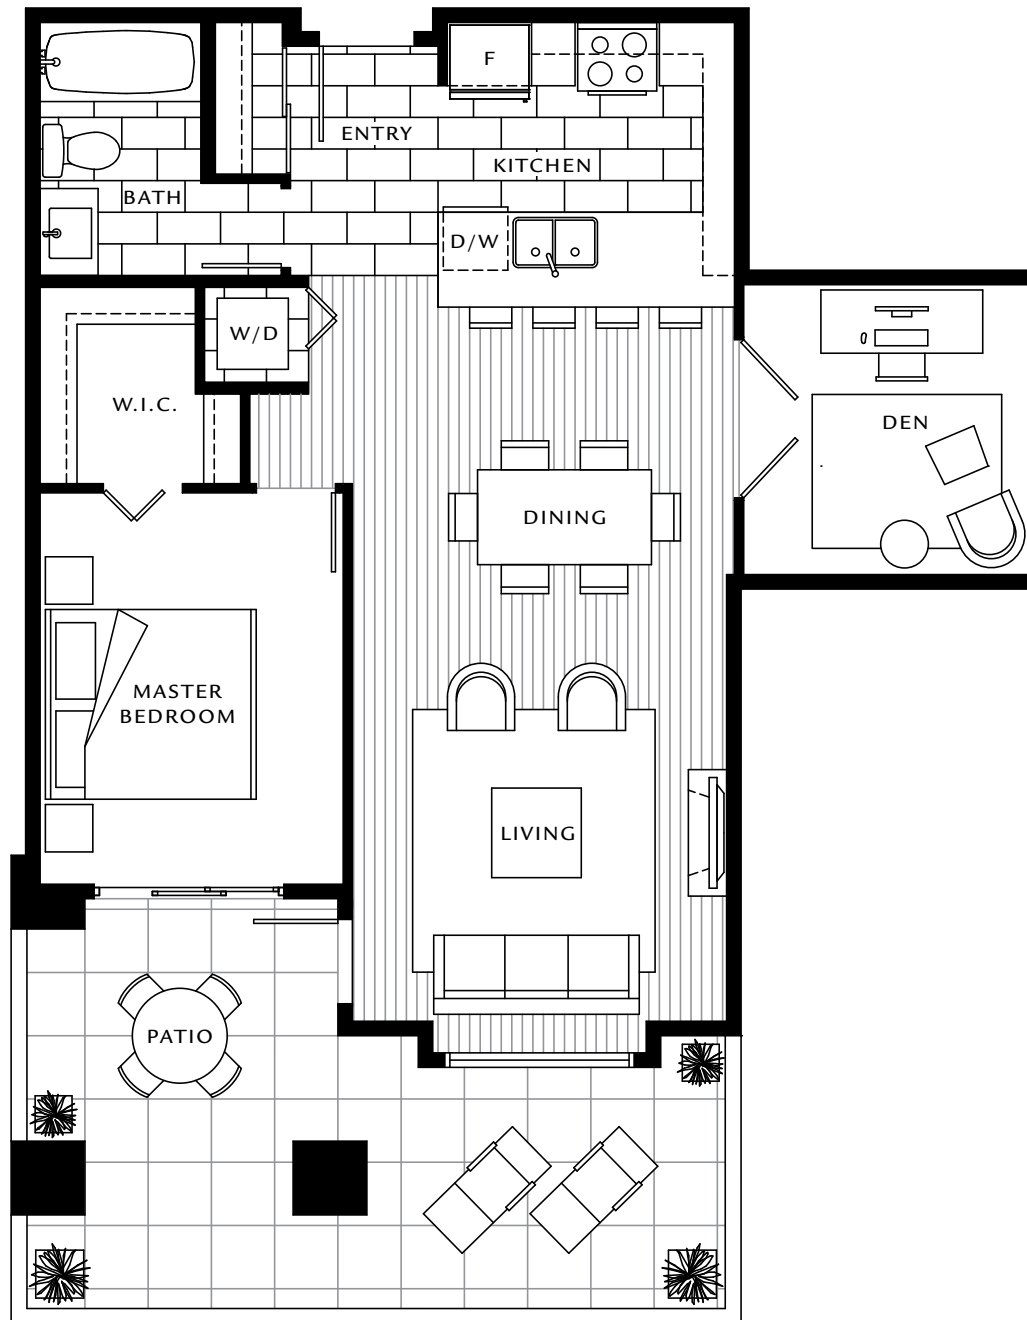 F
ENTRY
KITCHEN
BATH
D/W
W/D
W.I.C.
DEN
DINING
MASTER
BEDROOM
LIVING
PATIO